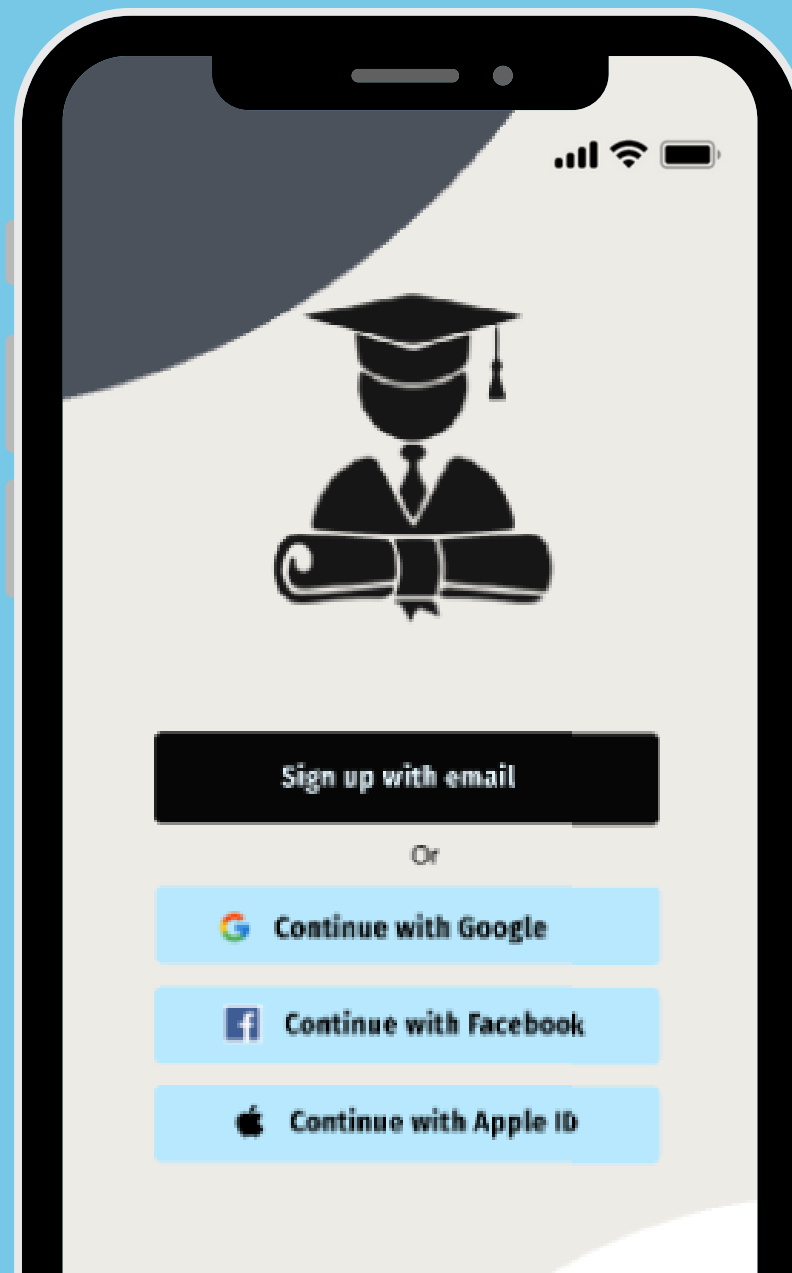 Sign up with email
Or
Continue with Google
Continue with Facebook
Continue with Apple ID